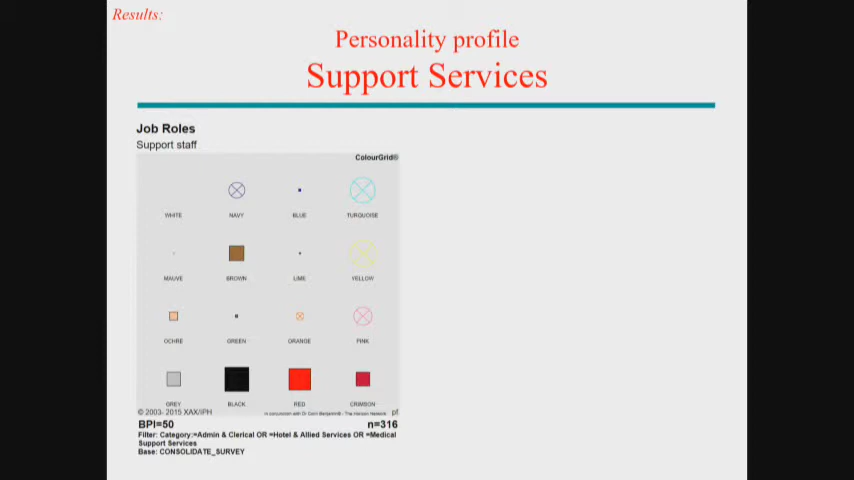 Results:
Personality profile
Support Services
Job Roles
Support staff
ColourGrid®
WHITE NAVY BLUE TURQUOISE
MAUVE BROWN LIME YELLOW
OCHRE GREEN ORANGE PINK
GREY BLACK RED CRIMSON
© 2003- 2015 XAX/IPH In conjunction with Dr Colin Benjamin® - The Horizon Network pf
BPI=50 n=316
Filter: Category:=Admin & Clerical OR =Hotel & Allied Services OR =Medical
Support Services
Base: CONSOLIDATE_SURVEY